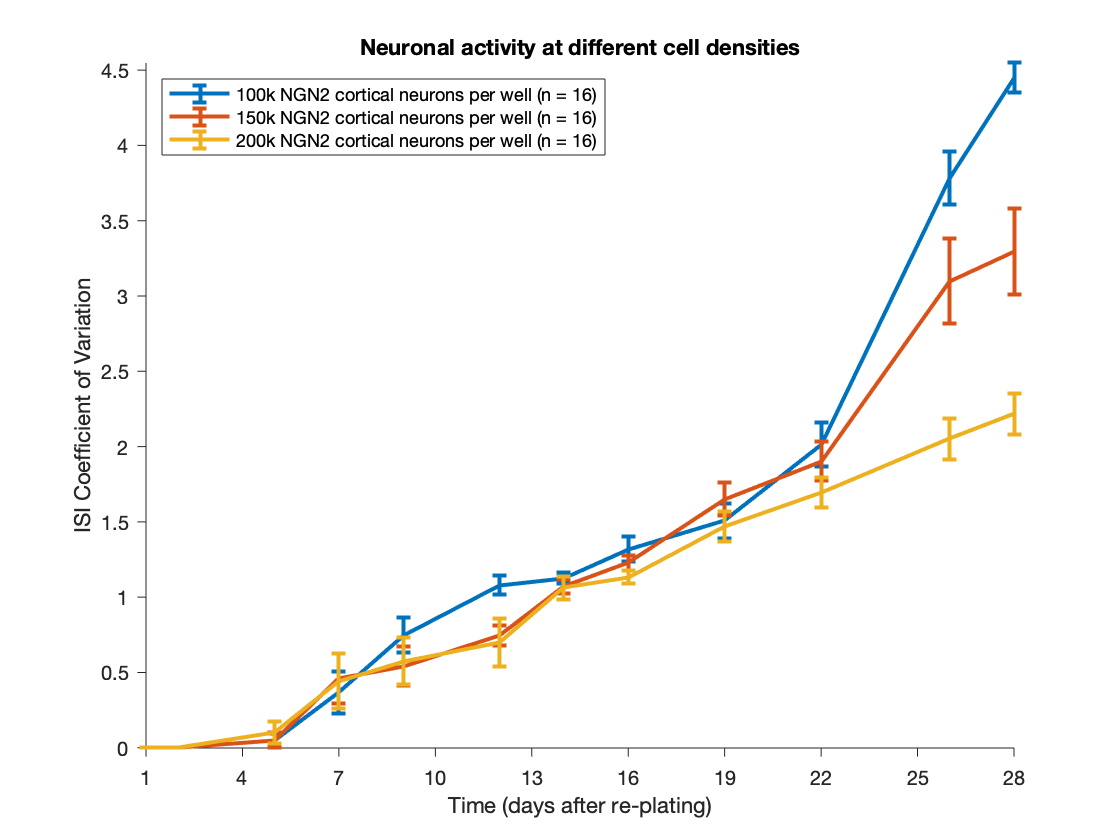 Neuronal activity at different cell densities
100k NGN2 cortical neurons per well (n = 16)
150k NGN2 cortical neurons per well (n = 16)
200k NGN2 cortical neurons per well (n = 16)
ISI Coefficient of Variation
4.5
4
3.5
3
2.5
2
1.5
1
0.5
0
1 4 7 10 13 16 19 22 25 28
Time (days after re-plating)